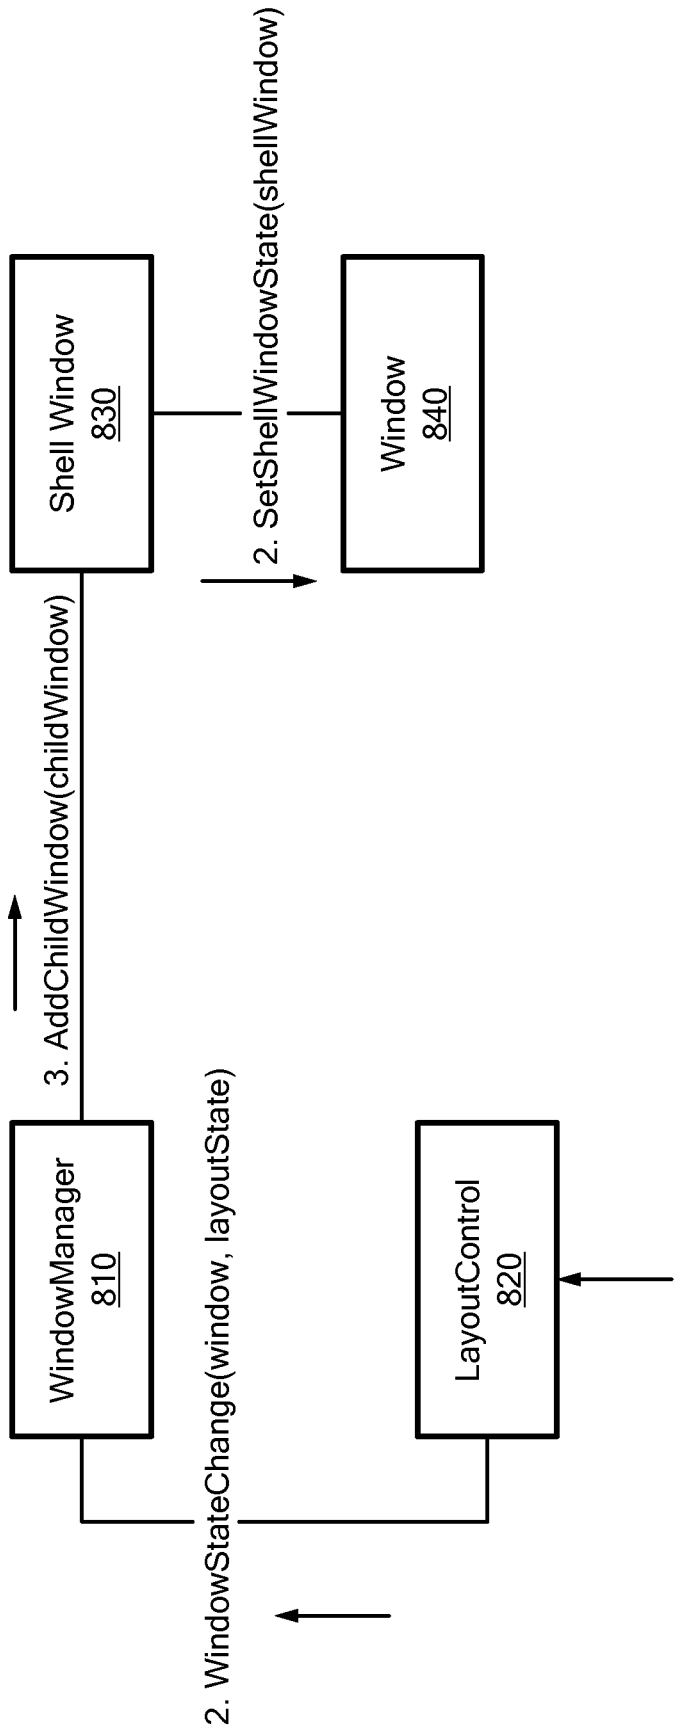 WindowManager
810
3. AddChildWindow(childWindow)
Shell Window
830
2. WindowStateChange(window, layoutState)
2. SetShellWindowState(shellWindow)
LayoutControl
820
Window
840